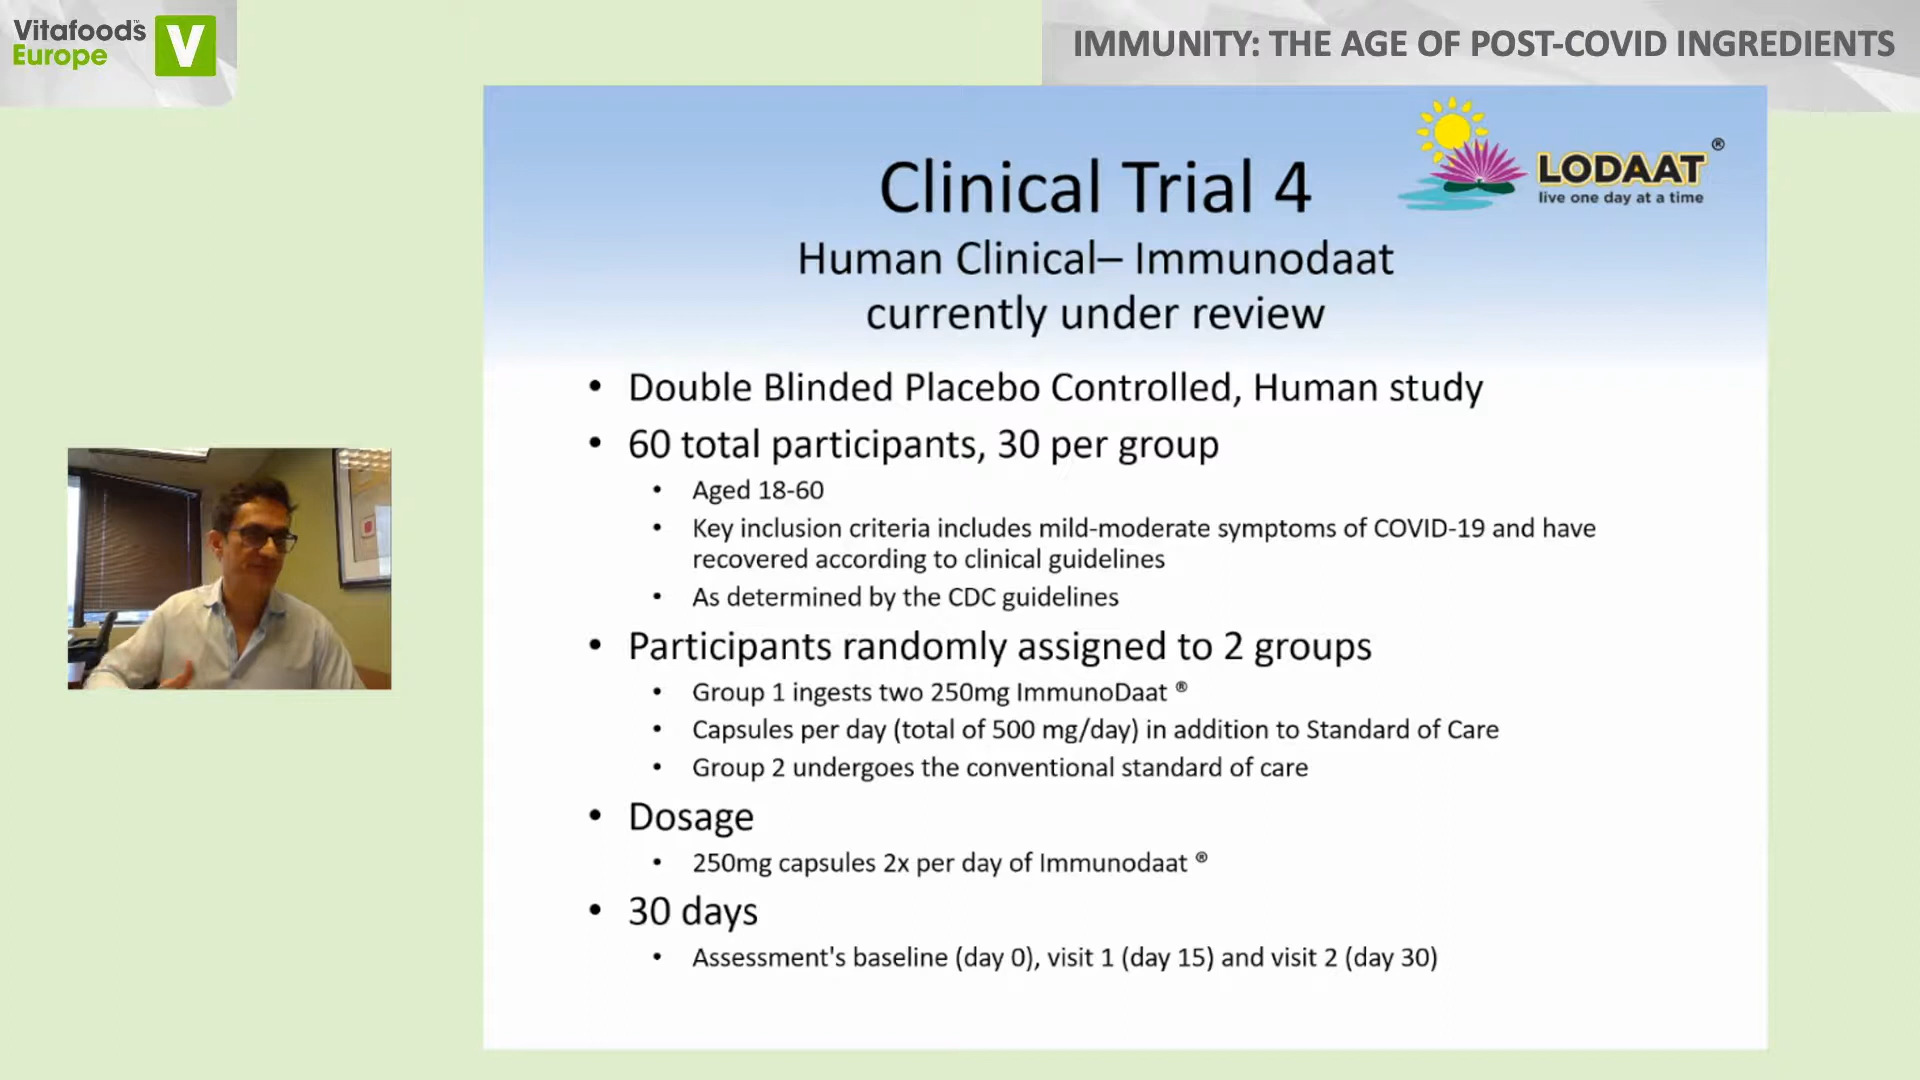 Vitafoods™
Europe
V
IMMUNITY: THE AGE OF POST-COVID INGREDIENTS
LODAAT ®
live one day at a time
Clinical Trial 4
Human Clinical– Immunodaat
currently under review
• Double Blinded Placebo Controlled, Human study
• 60 total participants, 30 per group
• Aged 18-60
• Key inclusion criteria includes mild-moderate symptoms of COVID-19 and have
recovered according to clinical guidelines
• As determined by the CDC guidelines
• Participants randomly assigned to 2 groups
• Group 1 ingests two 250mg ImmunoDaat ®
• Capsules per day (total of 500 mg/day) in addition to Standard of Care
• Group 2 undergoes the conventional standard of care
• Dosage
• 250mg capsules 2x per day of Immunodaat ®
• 30 days
• Assessment's baseline (day 0), visit 1 (day 15) and visit 2 (day 30)